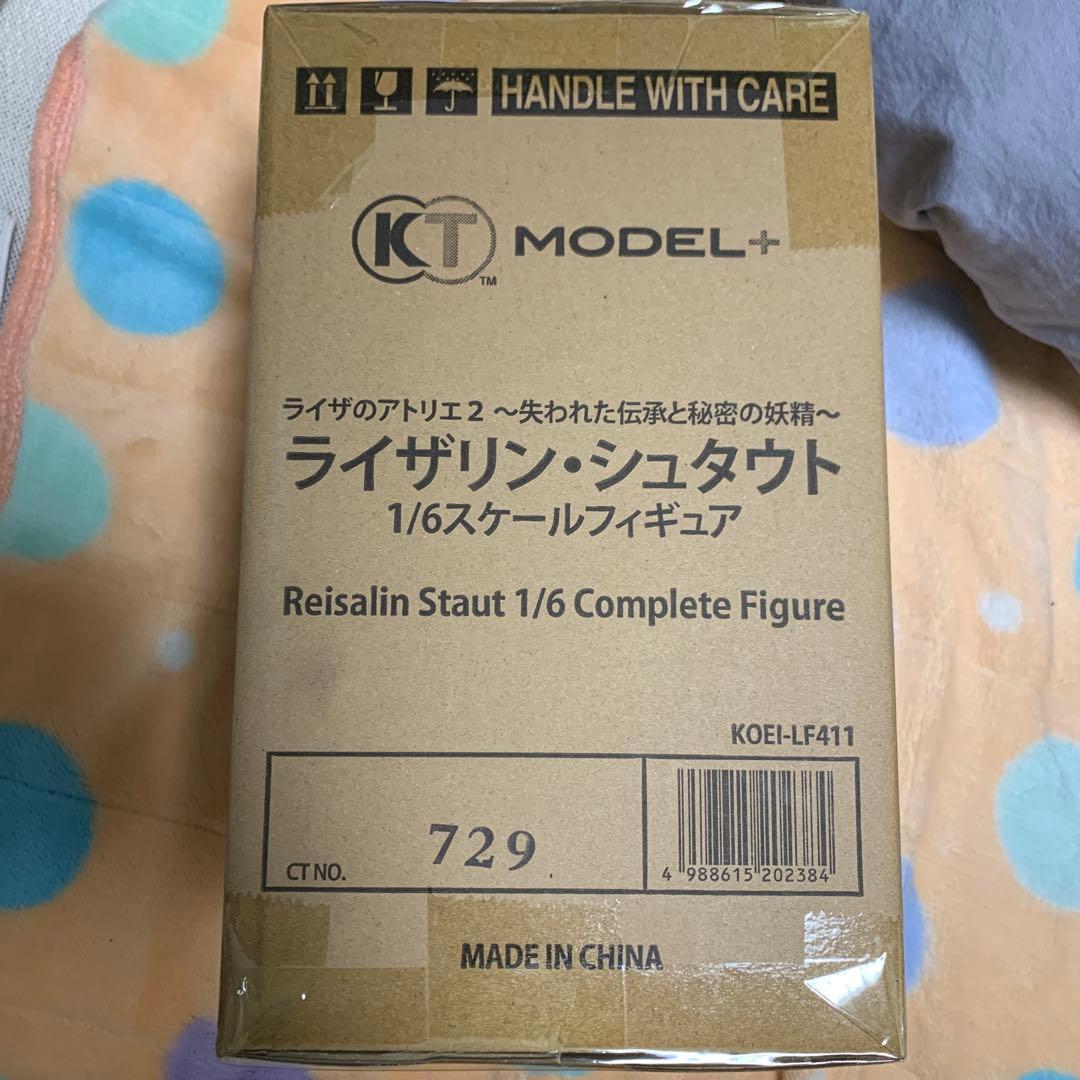 HANDLE WITH CARE
KT MODEL+
TM
ライザのアトリエ2 ～失われた伝承と秘密の妖精～
ライザリン・シュタウト
1/6スケールフィギュア
Reisalin Staut 1/6 Complete Figure
KOEI-LF411
CT NO. 729
4 988615 202384
MADE IN CHINA